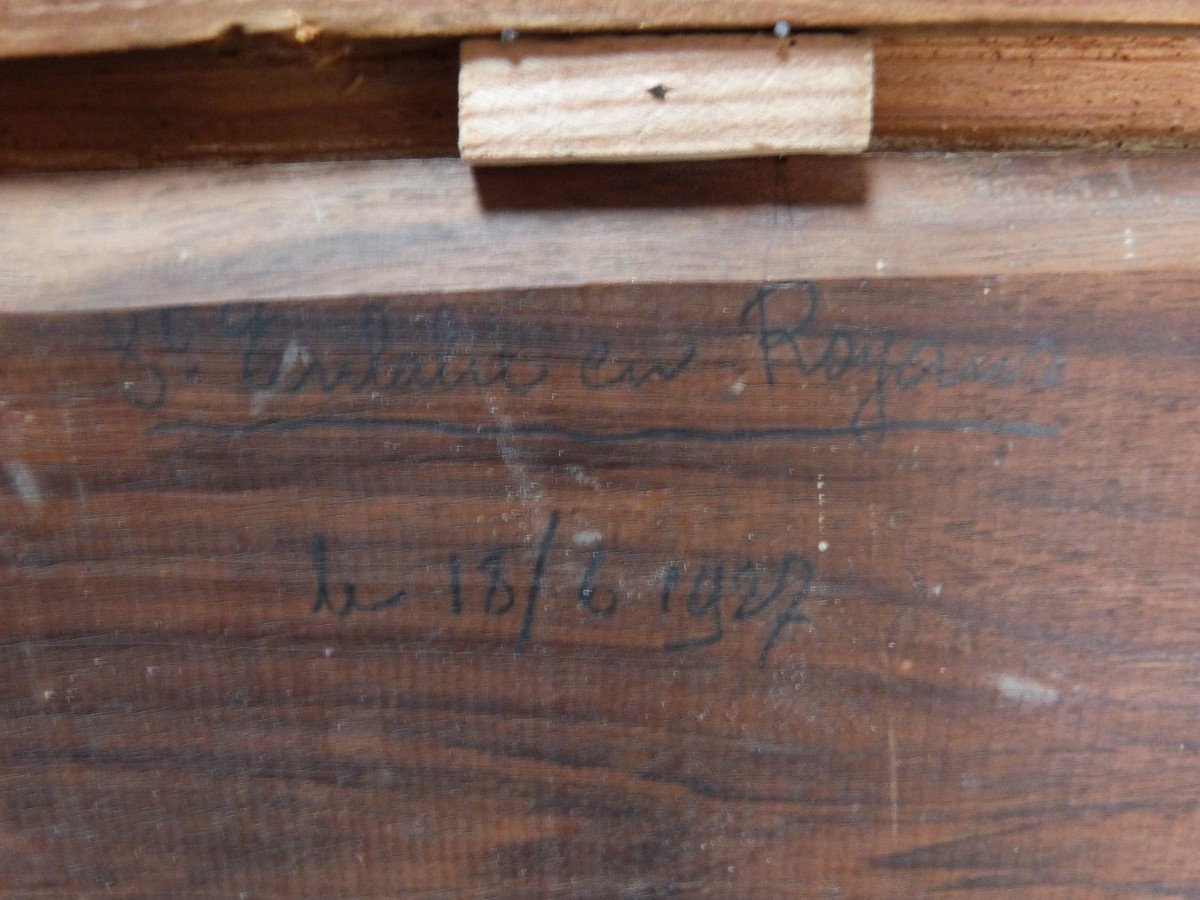 St Eulalie en Royans
le 18/6 1927